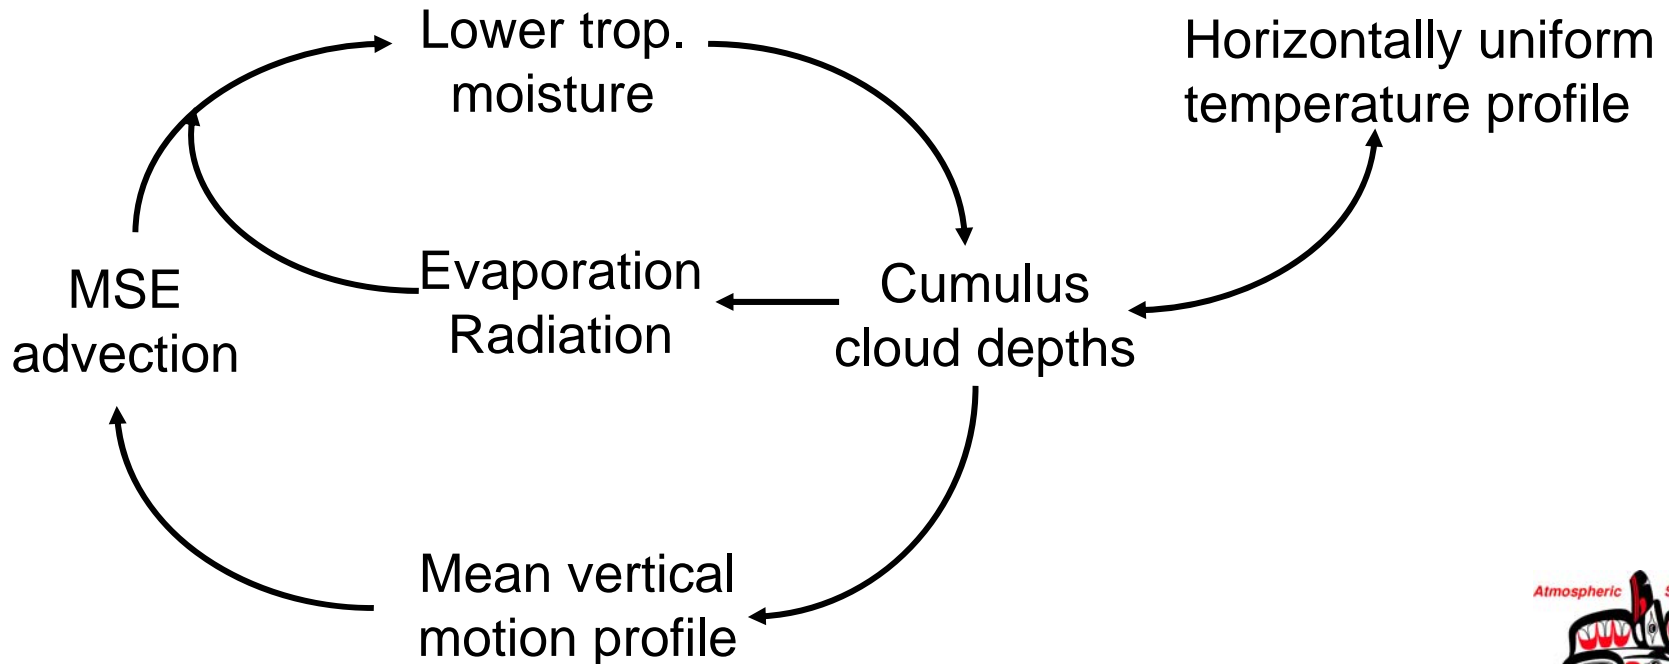 Lower trop.
moisture
Horizontally uniform
temperature profile
MSE
advection
Evaporation
Radiation
Cumulus
cloud depths
Mean vertical
motion profile
Atmospheric